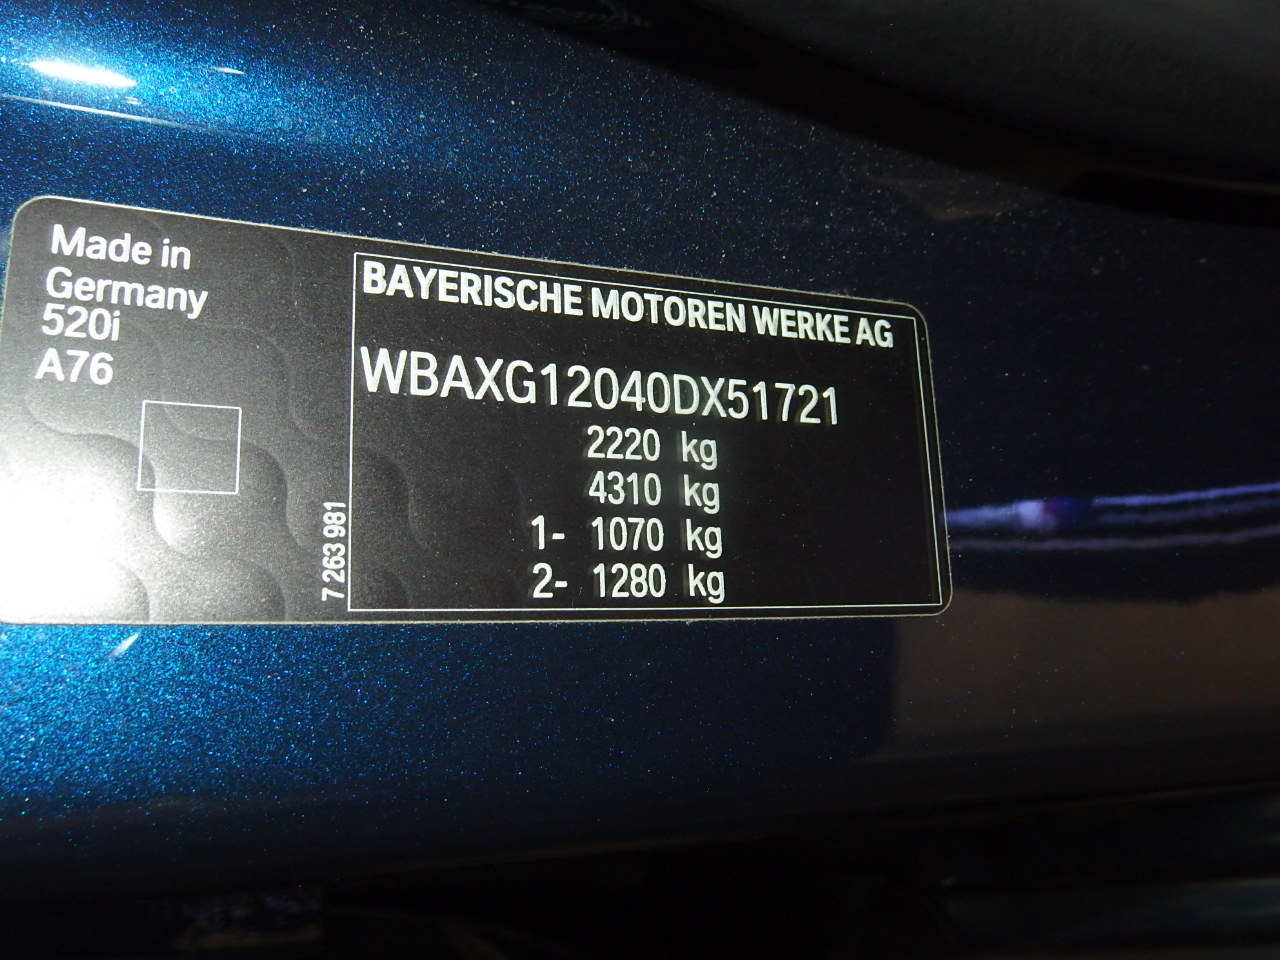 Made in
Germany
520i
A76
7 263 981
BAYERISCHE MOTOREN WERKE AG
WBAXG12040DX51721
2220 kg
4310 kg
1- 1070 kg
2- 1280 kg